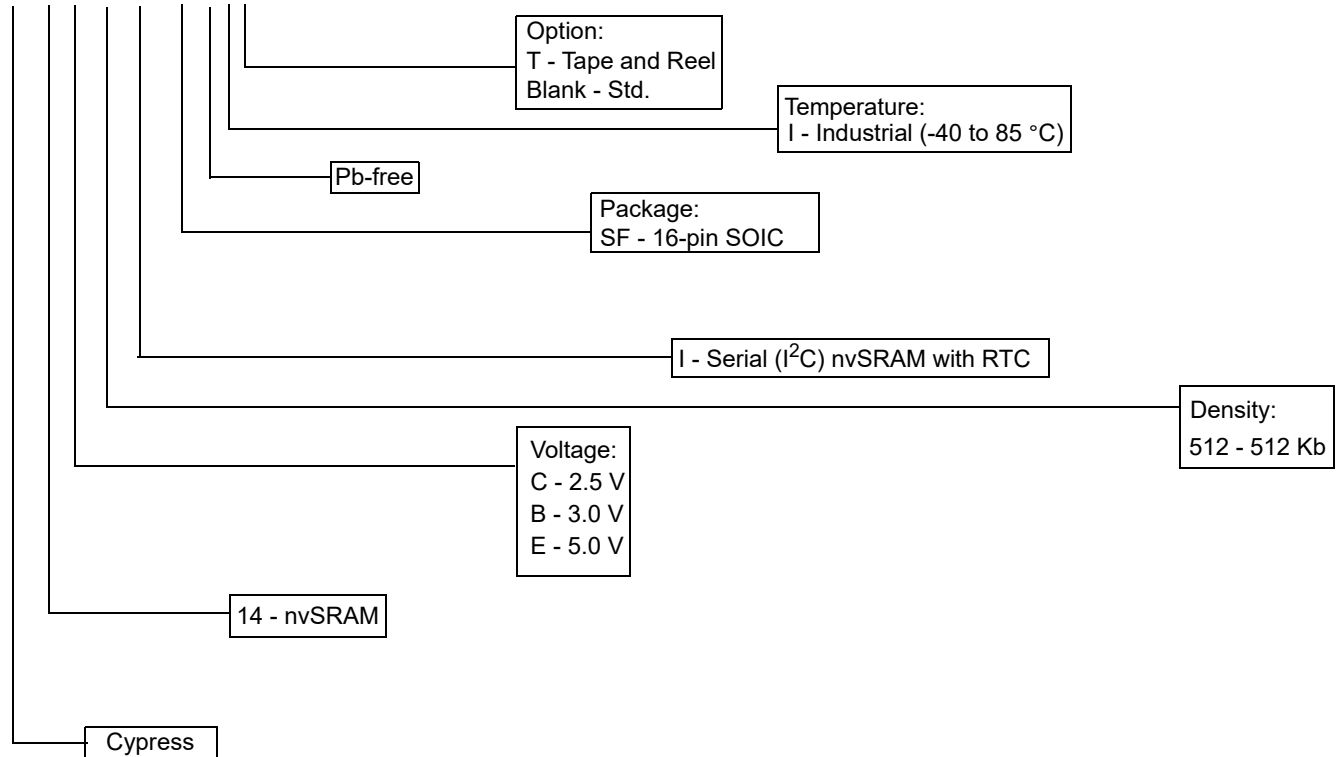 Option:
T - Tape and Reel
Blank - Std.
Temperature:
I - Industrial (-40 to 85 °C)
Pb-free
Package:
SF - 16-pin SOIC
I - Serial (I²C) nvSRAM with RTC
Density:
512 - 512 Kb
Voltage:
C - 2.5 V
B - 3.0 V
E - 5.0 V
14 - nvSRAM
Cypress